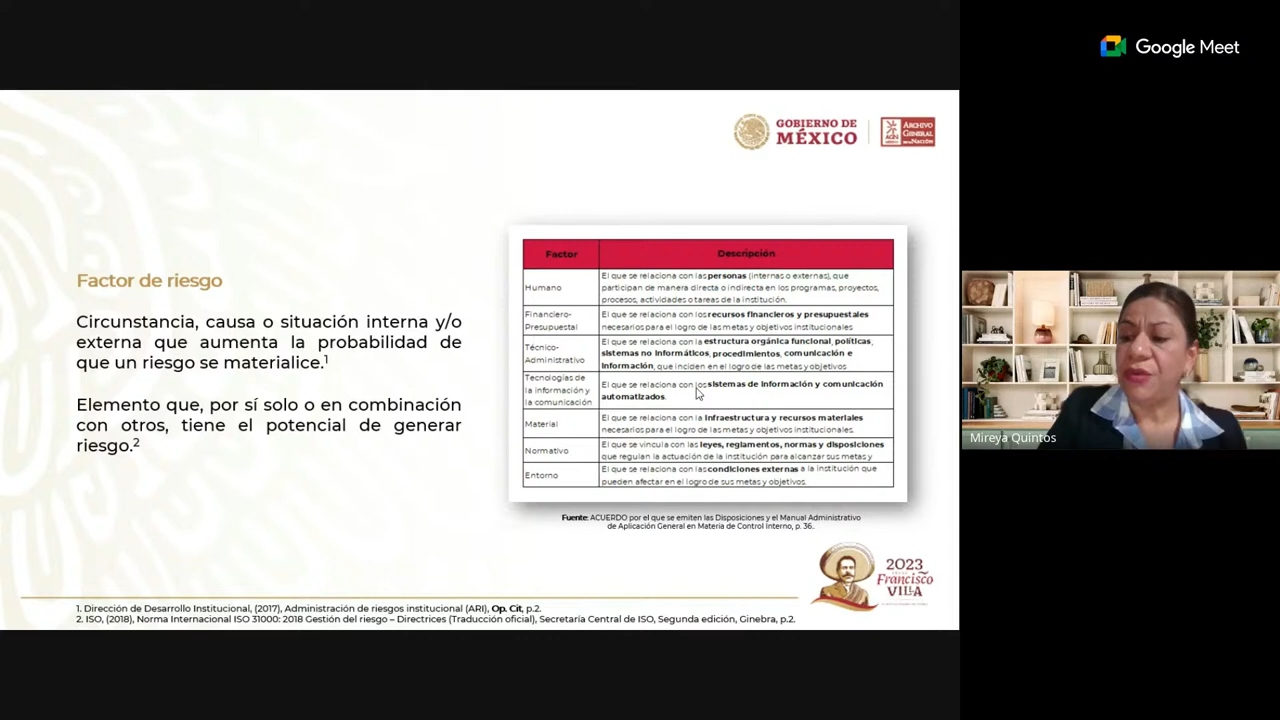 Google Meet
GOBIERNO DE
MÉXICO
ARCHIVO
GENERAL
DE LA NACIÓN
Factor de riesgo
Circunstancia, causa o situación interna y/o
externa que aumenta la probabilidad de
que un riesgo se materialice.1
Elemento que, por sí solo o en combinación
con otros, tiene el potencial de generar
riesgo.2
Factor Descripción
Humano
El que se relaciona con las personas (internas o externas), que
participan de manera directa o indirecta en los programas, proyectos,
procesos, actividades o tareas de la institución.
Financiero-
Presupuestal
El que se relaciona con los recursos financieros y presupuestales
necesarios para el logro de las metas y objetivos institucionales
Técnico-
Administrativo
El que se relaciona con la estructura orgánica funcional, políticas,
sistemas no informáticos, procedimientos, comunicación e
información, que inciden en el logro de las metas y objetivos
Tecnologías de
la información y
la comunicación
El que se relaciona con los sistemas de información y comunicación
automatizados.
Material
El que se relaciona con la infraestructura y recursos materiales
necesarios para el logro de las metas y objetivos institucionales.
Normativo
El que se vincula con las leyes, reglamentos, normas y disposiciones
que regulan la actuación de la institución para alcanzar sus metas y
Entorno
El que se relaciona con las condiciones externas a la institución que
pueden afectar en el logro de sus metas y objetivos.
Fuente: ACUERDO por el que se emiten las Disposiciones y el Manual Administrativo
de Aplicación General en Materia de Control Interno, p. 36..
2023
Francisco
VILLA
1. Dirección de Desarrollo Institucional, (2017), Administración de riesgos institucional (ARI), Op. Cit, p.2.
2. ISO, (2018), Norma Internacional ISO 31000: 2018 Gestión del riesgo – Directrices (Traducción oficial), Secretaría Central de ISO, Segunda edición, Ginebra, p.2.
Mireya Quintos